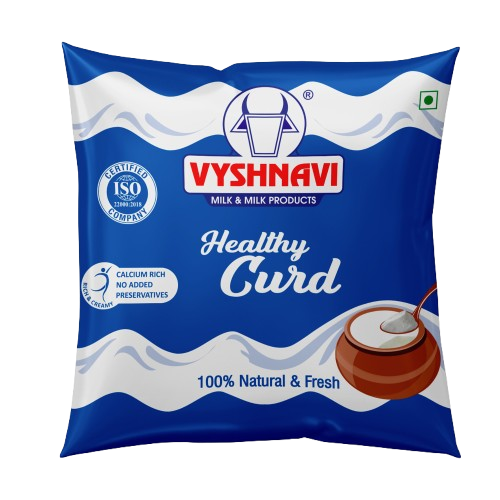 ®
VYSHNAVI
MILK & MILK PRODUCTS
CERTIFIED
ISO
22000:2018
COMPANY
Healthy
Curd
CALCIUM RICH
NO ADDED
PRESERVATIVES
RICH & CREAMY
100% Natural & Fresh